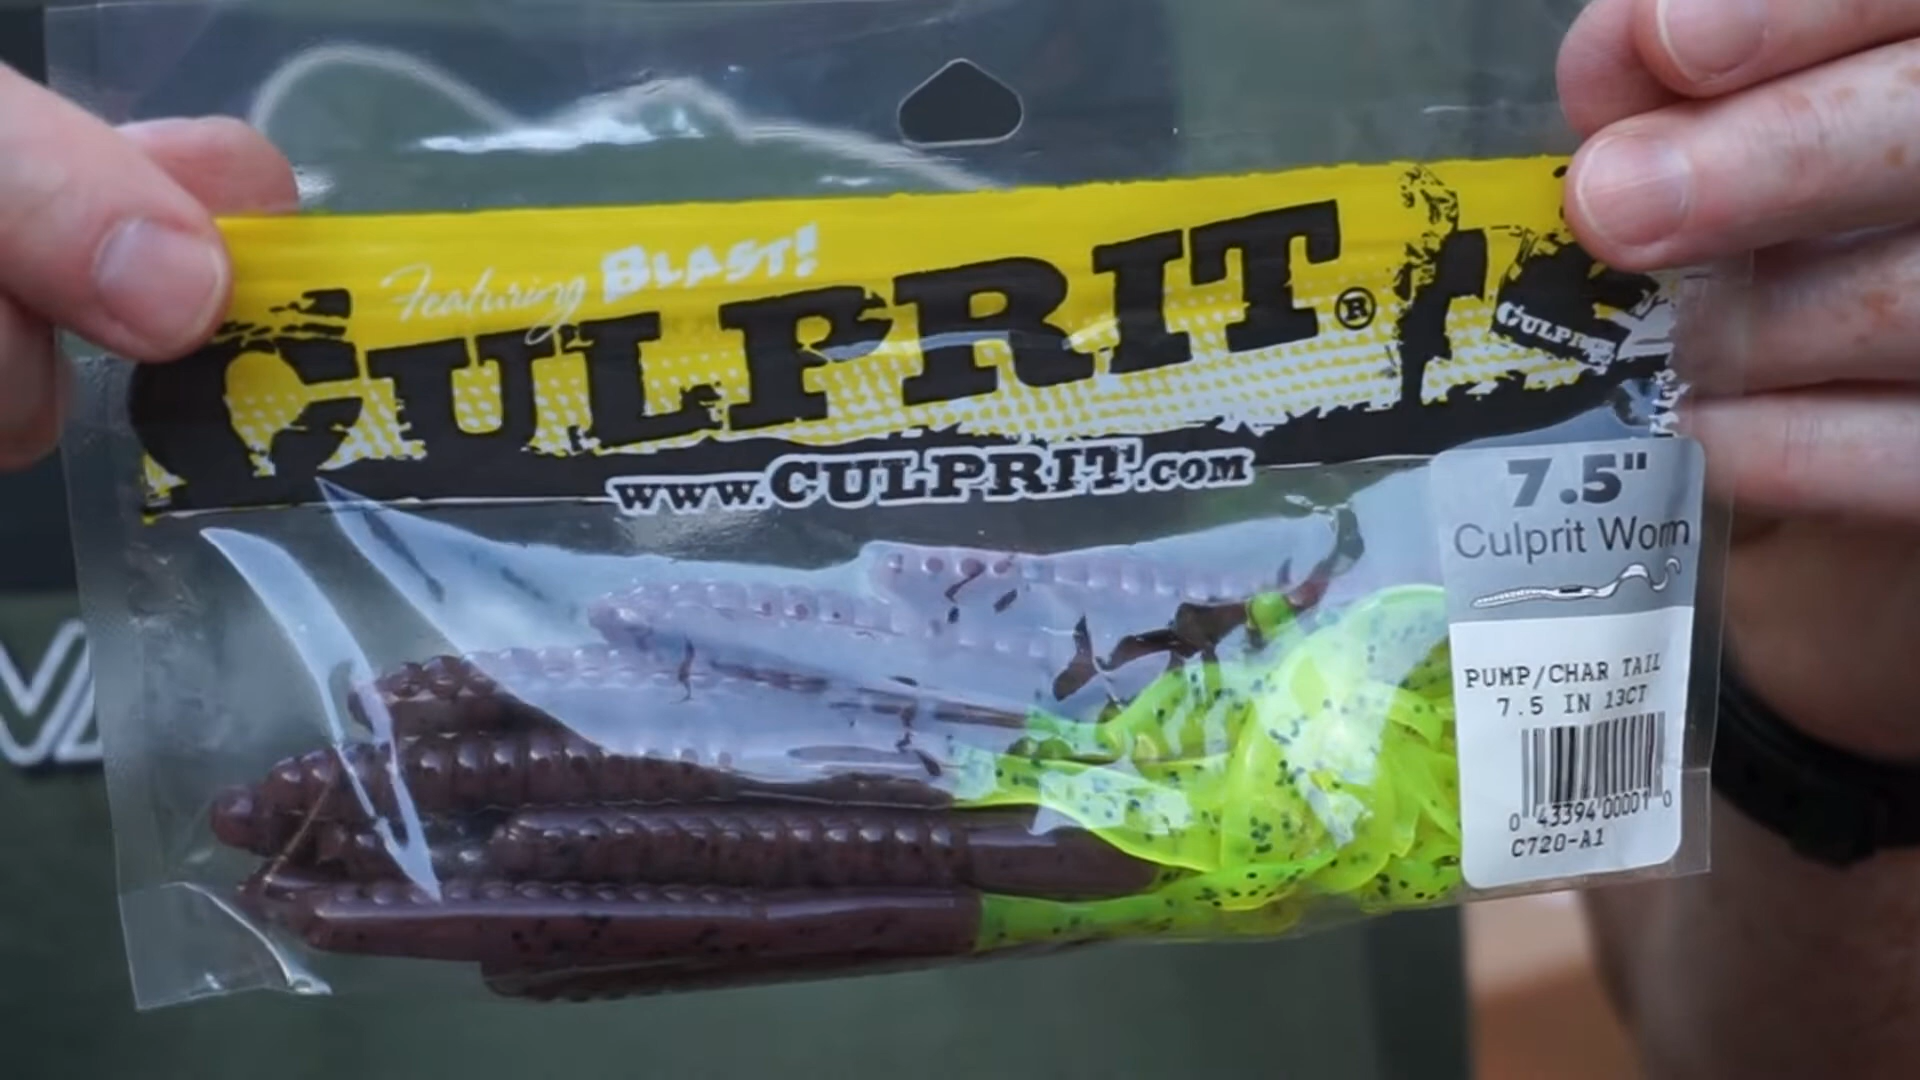 Featuring BLAST!
CULPRIT®
CULPRIT
www.CULPRIT.com
7.5"
Culprit Worm
PUMP/CHAR TAIL
7.5 IN 13CT
0 43394 00001 0
C720-A1